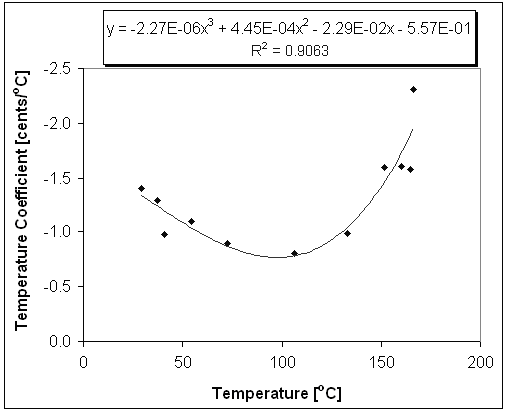 y = -2.27E-06x³ + 4.45E-04x² - 2.29E-02x - 5.57E-01
R² = 0.9063
-2.5
-2.0
-1.5
-1.0
-0.5
0.0
Temperature Coefficient [cents/°C]
0 50 100 150 200
Temperature [°C]